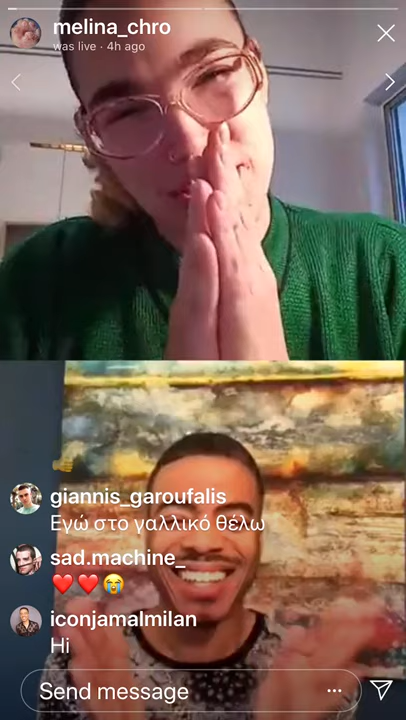 melina_chro
was live · 4h ago
giannis_garoufalis
Εγώ στο γαλλικό θέλω
sad.machine_
❤️❤️😭
iconjamalmilan
Hi
Send message